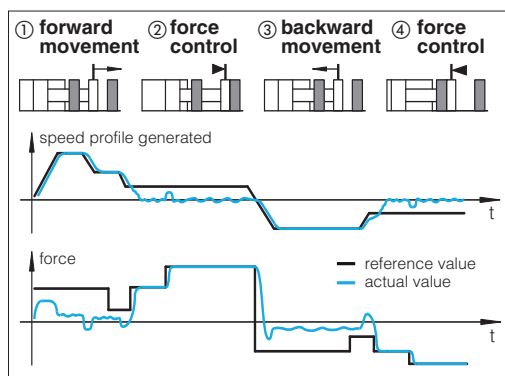 ① forward movement
② force control
③ backward movement
④ force control
speed profile generated
t
force
reference value
actual value
t